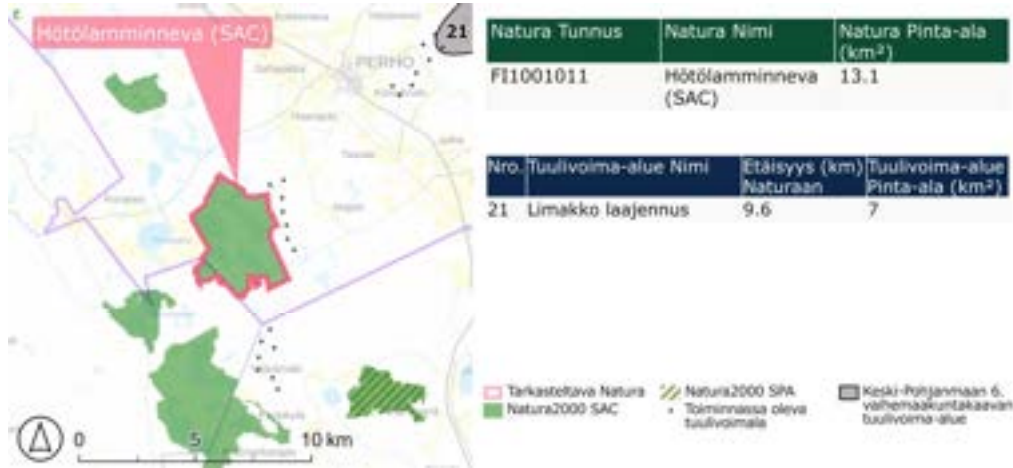 Hötölamminneva (SAC)
21
PERHO
0 5 10 km
Natura Tunnus Natura Nimi Natura Pinta-ala
(km²)
FI1001011 Hötölamminneva 13.1
(SAC)
Nro. Tuulivoima-alue Nimi Etäisyys (km) Tuulivoima-alue
Naturaan Pinta-ala (km²)
21 Limakko laajennus 9.6 7
Tarkasteltava Natura
Natura2000 SAC
Natura2000 SPA
Toiminnassa oleva
tuulivoimala
Keski-Pohjanmaan 6.
vaihemaakuntakaavan
tuulivoima-alue